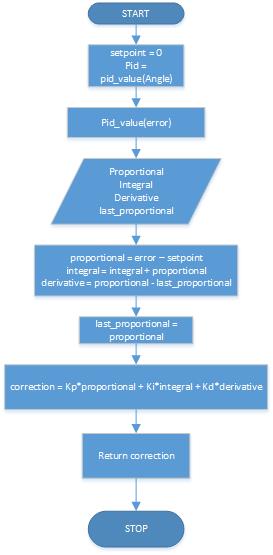 START
setpoint = 0
Pid =
pid_value(Angle)
Pid_value(error)
Proportional
Integral
Derivative
last_proportional
proportional = error – setpoint
integral = integral + proportional
derivative = proportional - last_proportional
last_proportional =
proportional
correction = Kp*proportional + Ki*integral + Kd*derivative
Return correction
STOP